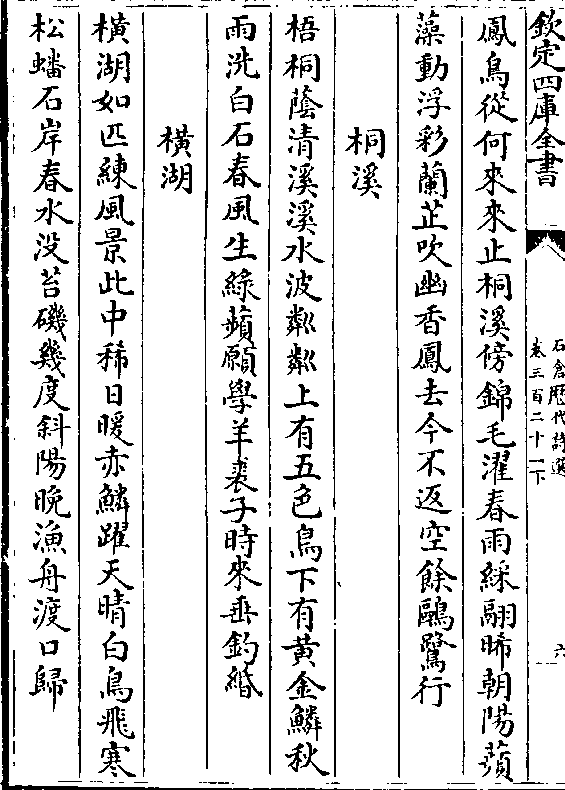 欽定四庫全書
石倉歴代詩選
卷三百二十一下
六
鳳鳥從何來來止桐溪傍錦毛濯春雨綵翮晞朝陽蘋
藻動浮彩蘭芷吹幽香鳳去今不返空餘鷗鷺行
桐溪
梧桐蔭清溪溪水波粼粼上有五色鳥下有黄金鱗秋
雨洗白石春風生綠蘋願學羊裘子時來垂釣緡
横湖
横湖如匹練風景此中稀日暖赤鱗躍天晴白鳥飛寒
松蟠石岸春水没苔磯幾度斜陽晚漁舟渡口歸